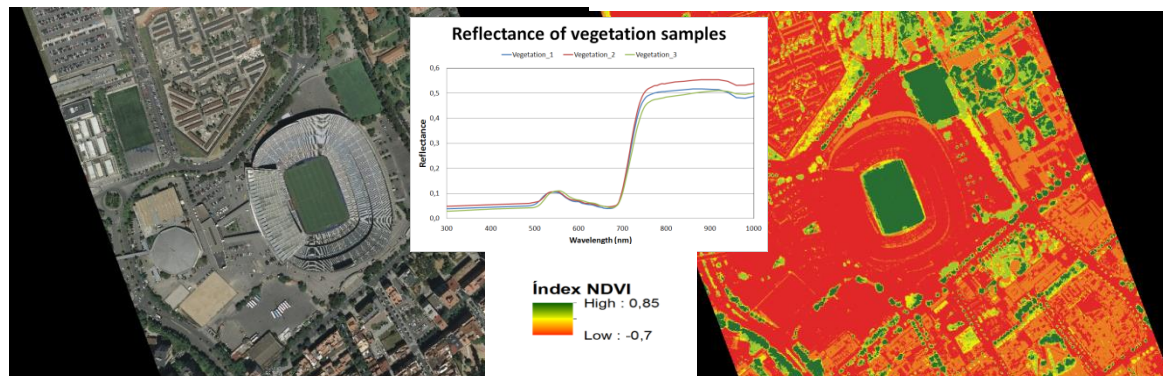 Reflectance of vegetation samples
Vegetation_1 Vegetation_2 Vegetation_3
Reflectance
0,6
0,5
0,4
0,3
0,2
0,1
0,0
300 400 500 600 700 800 900 1000
Wavelength (nm)
Índex NDVI
High : 0,85
Low : -0,7